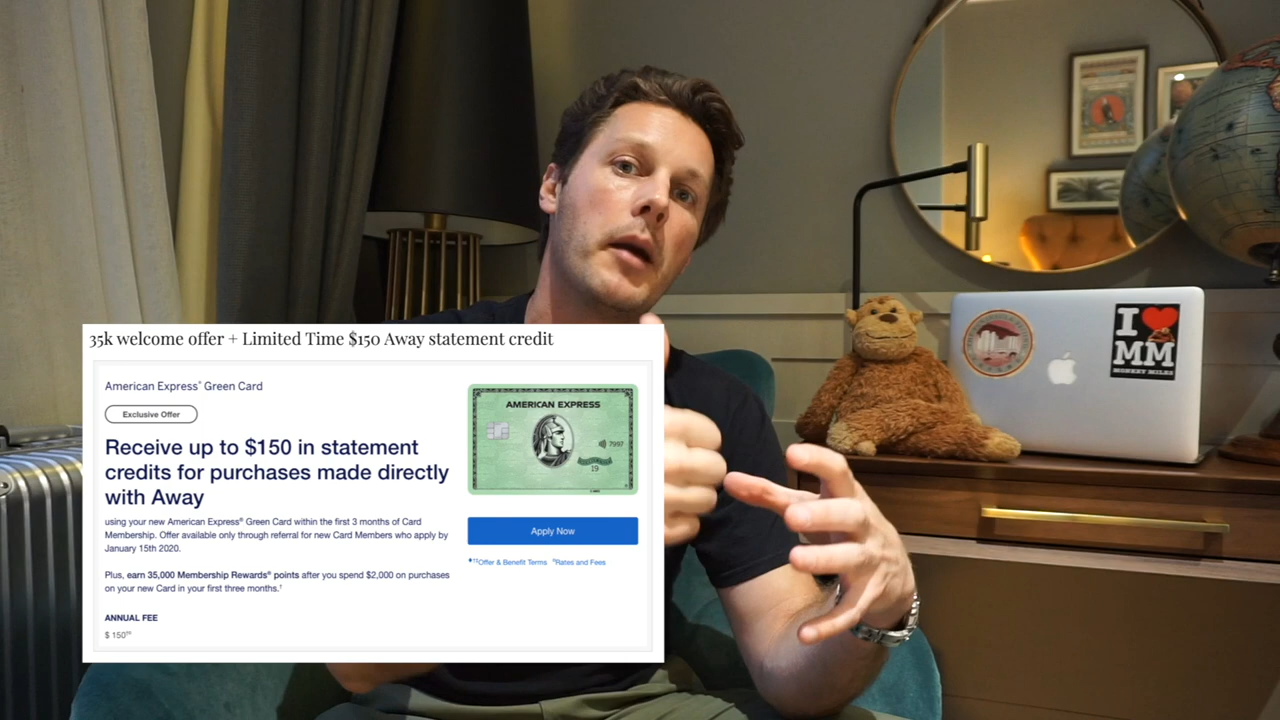 35k welcome offer + Limited Time $150 Away statement credit
American Express® Green Card
Exclusive Offer
Receive up to $150 in statement
credits for purchases made directly
with Away
using your new American Express® Green Card within the first 3 months of Card
Membership. Offer available only through referral for new Card Members who apply by
January 15th 2020.
Plus, earn 35,000 Membership Rewards® points after you spend $2,000 on purchases
on your new Card in your first three months.†
ANNUAL FEE
$ 150
AMERICAN EXPRESS
7997
19
Apply Now
Offer & Benefit Terms
Rates and Fees
I
MM
MONKEY MILES